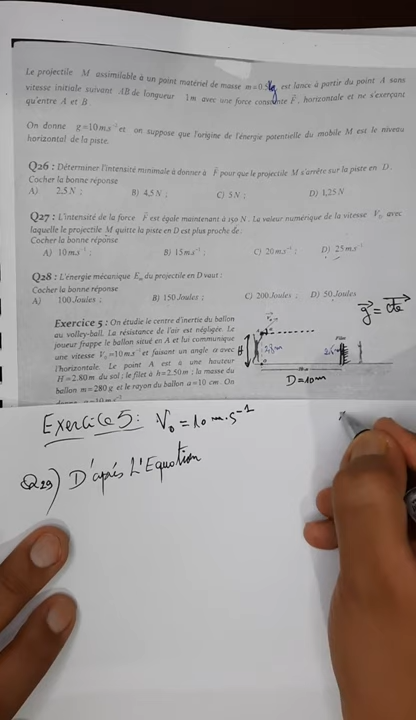 Le projectile M assimilable à un point matériel de masse m=0.5kg est lancé à partir du point A sans
vitesse initiale suivant AB de longueur 1m avec une force constante F, horizontale et ne s'exerçant
qu'entre A et B
On donne g=10m.s⁻² et on suppose que l'origine de l'énergie potentielle du mobile M est le niveau
horizontal de la piste.
Q26 : Déterminer l'intensité minimale à donner à F pour que le projectile M s'arrête sur la piste en D.
Cocher la bonne réponse
A) 2,5 N ; B) 4,5 N ; C) 5 N ; D) 1,25 N
Q27 : L'intensité de la force F est égale maintenant à 150 N. La valeur numérique de la vitesse V_D avec
laquelle le projectile M quitte la piste en D est plus proche de.
Cocher la bonne réponse
A) 10 m.s⁻¹ ; B) 15 m.s⁻¹ ; C) 20 m.s⁻¹ ; D) 25 m.s⁻¹
Q28 : L'énergie mécanique E_m du projectile en D vaut :
Cocher la bonne réponse
A) 100 Joules ; B) 150 Joules ; C) 200 Joules ; D) 50 Joules
Exercice 5 : On étudie le centre d'inertie du ballon
au volley-ball. La résistance de l'air est négligée. Le
joueur frappe le ballon situé en A et lui communique
une vitesse V₀=10 m.s⁻¹ et faisant un angle α avec
l'horizontale. Le point A est à une hauteur
H=2.80m du sol ; le filet à h=2.50m ; la masse du
ballon m=280 g et le rayon du ballon a=10 cm. On
H
2.8m
D=10m
Exercice 5: V₀ = 10 m.s⁻¹
Q29) D'aprés L'Equation